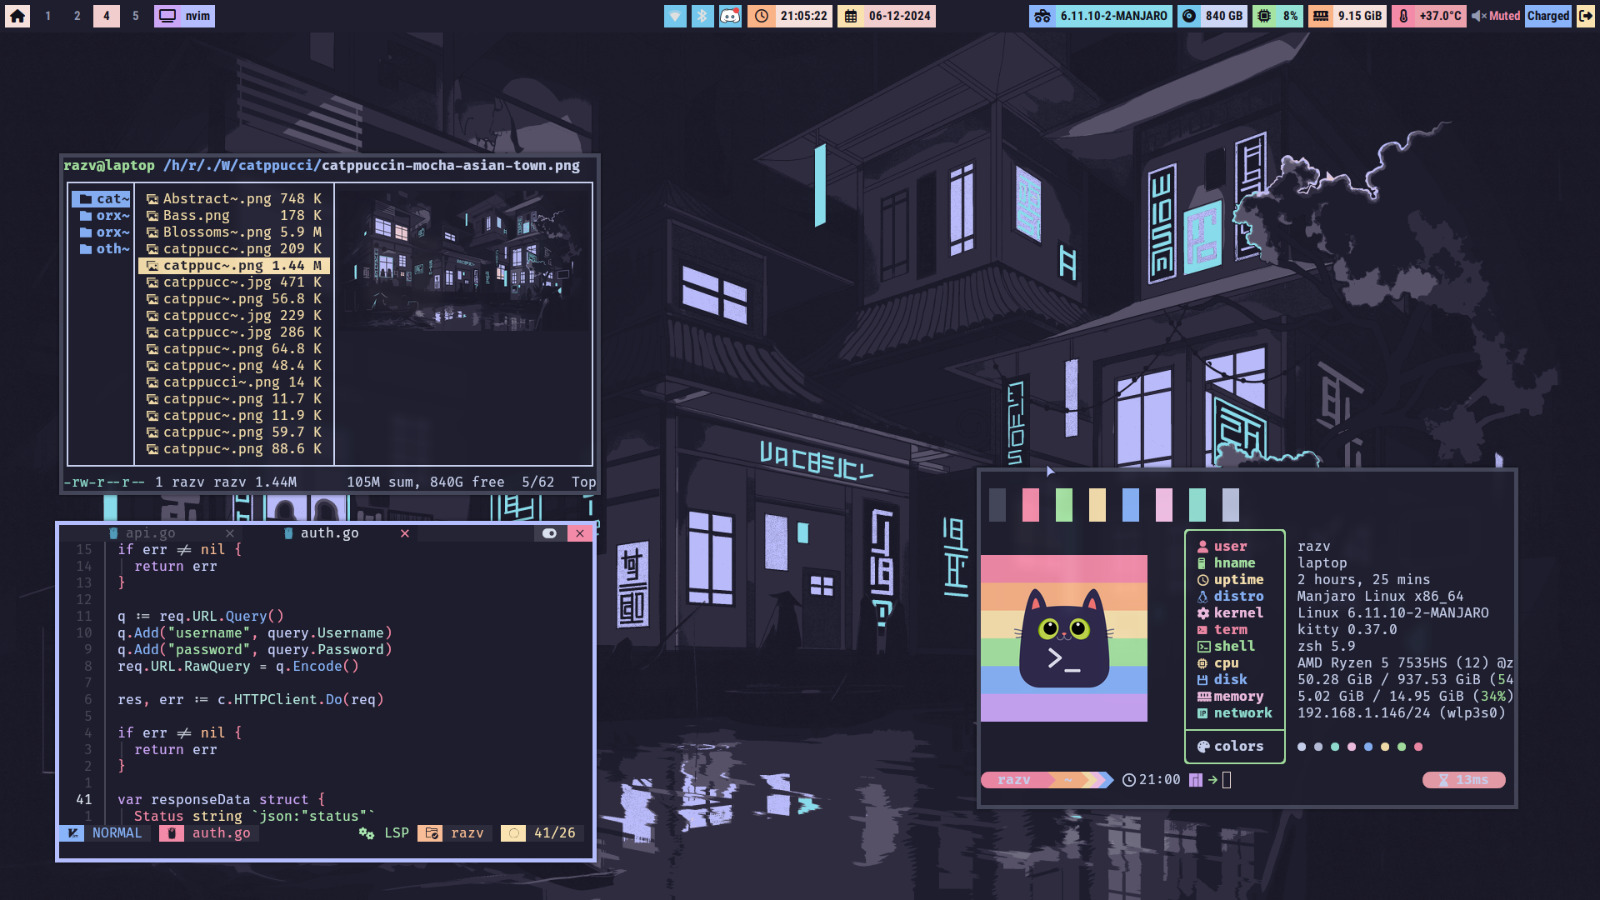 1 2 4 5 nvim
21:05:22 06-12-2024
6.11.10-2-MANJARO 840 GB 8% 9.15 GiB +37.0°C Muted Charged
razv@laptop /h/r/./W/catppucci/catppuccin-mocha-asian-town.png
cat~ Abstract~.png 748 K
orx~ Bass.png 178 K
orx~ Blossoms~.png 5.9 M
oth~ catppucc~.png 209 K
catppuc~.png 1.44 M
catppucc~.jpg 471 K
catppuc~.png 56.8 K
catppucc~.jpg 229 K
catppucc~.jpg 286 K
catppuc~.png 64.8 K
catppuc~.png 48.4 K
catppucci~.png 14 K
catppuc~.png 11.7 K
catppuc~.png 11.9 K
catppuc~.png 59.7 K
catppuc~.png 88.6 K
-rw-r--r-- 1 razv razv 1.44M 105M sum, 840G free 5/62 Top
api.go × auth.go ×
15 if err ≠ nil {
14 return err
13 }
12
11 q := req.URL.Query()
10 q.Add("username", query.Username)
9 q.Add("password", query.Password)
8 req.URL.RawQuery = q.Encode()
7
6 res, err := c.HTTPClient.Do(req)
5
4 if err ≠ nil {
3 return err
2 }
1
41 var responseData struct {
1 Status string `json:"status"`
NORMAL auth.go LSP razv 41/26
user razv
hname laptop
uptime 2 hours, 25 mins
distro Manjaro Linux x86_64
kernel Linux 6.11.10-2-MANJARO
term kitty 0.37.0
shell zsh 5.9
cpu AMD Ryzen 5 7535HS (12) @z
disk 50.28 GiB / 937.53 GiB (54
memory 5.02 GiB / 14.95 GiB (34%)
network 192.168.1.146/24 (wlp3s0)
colors
razv ~ 21:00 → 13ms